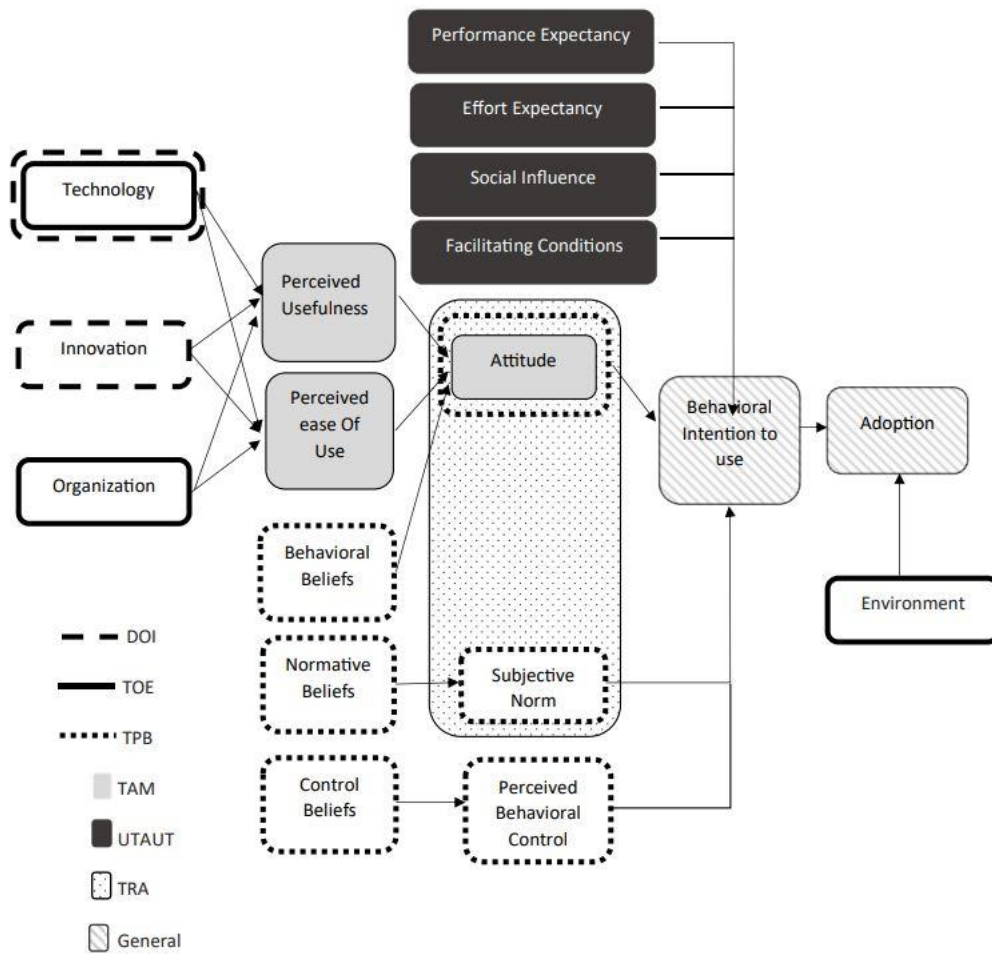 Performance Expectancy
Effort Expectancy
Social Influence
Facilitating Conditions
Technology
Innovation
Organization
Perceived
Usefulness
Perceived
ease Of
Use
Attitude
Behavioral
Intention to
use
Adoption
Environment
Behavioral
Beliefs
Normative
Beliefs
Subjective
Norm
Control
Beliefs
Perceived
Behavioral
Control
DOI
TOE
TPB
TAM
UTAUT
TRA
General